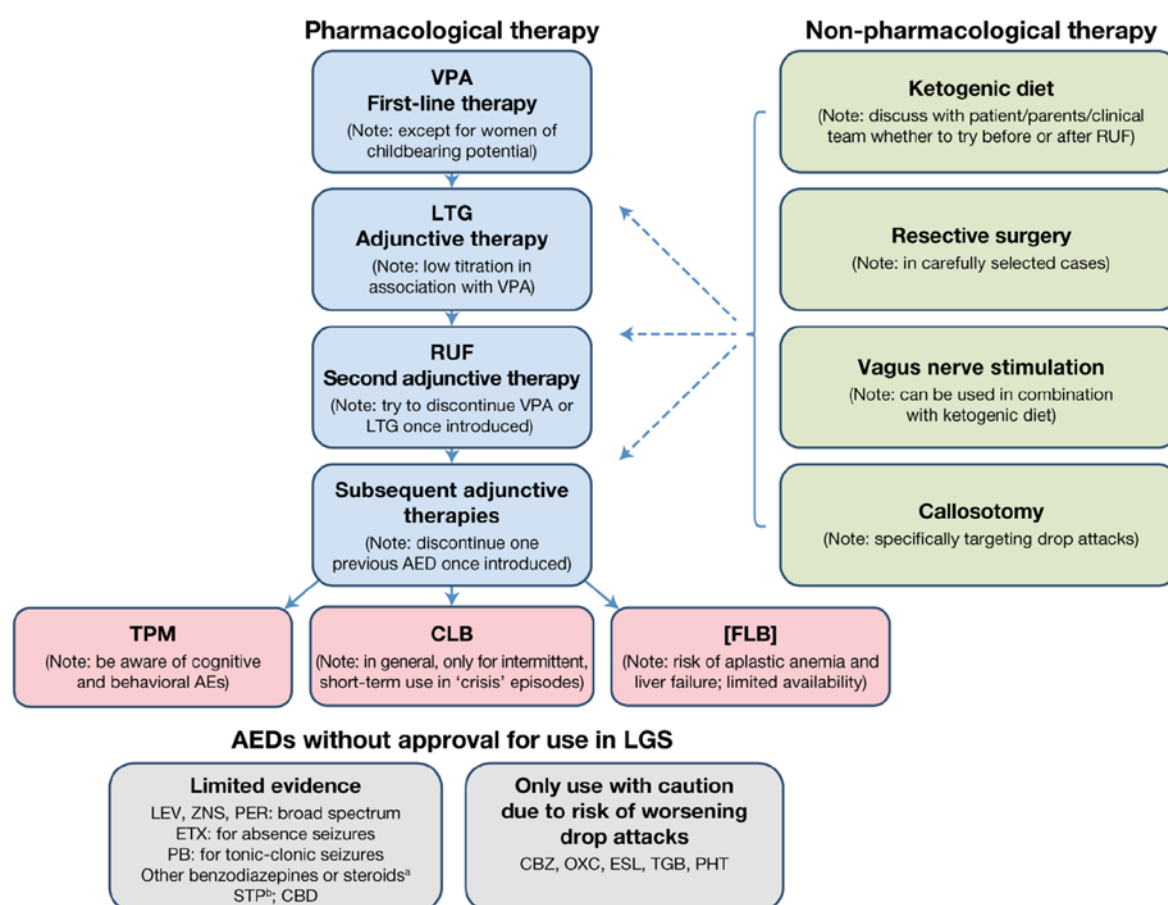 Pharmacological therapy
VPA
First-line therapy
(Note: except for women of
childbearing potential)
LTG
Adjunctive therapy
(Note: low titration in
association with VPA)
RUF
Second adjunctive therapy
(Note: try to discontinue VPA or
LTG once introduced)
Subsequent adjunctive
therapies
(Note: discontinue one
previous AED once introduced)
TPM
(Note: be aware of cognitive
and behavioral AEs)
CLB
(Note: in general, only for intermittent,
short-term use in ‘crisis’ episodes)
[FLB]
(Note: risk of aplastic anemia and
liver failure; limited availability)
Non-pharmacological therapy
Ketogenic diet
(Note: discuss with patient/parents/clinical
team whether to try before or after RUF)
Resective surgery
(Note: in carefully selected cases)
Vagus nerve stimulation
(Note: can be used in combination
with ketogenic diet)
Callosotomy
(Note: specifically targeting drop attacks)
AEDs without approval for use in LGS
Limited evidence
LEV, ZNS, PER: broad spectrum
ETX: for absence seizures
PB: for tonic-clonic seizures
Other benzodiazepines or steroidsᵃ
STPᵇ; CBD
Only use with caution
due to risk of worsening
drop attacks
CBZ, OXC, ESL, TGB, PHT